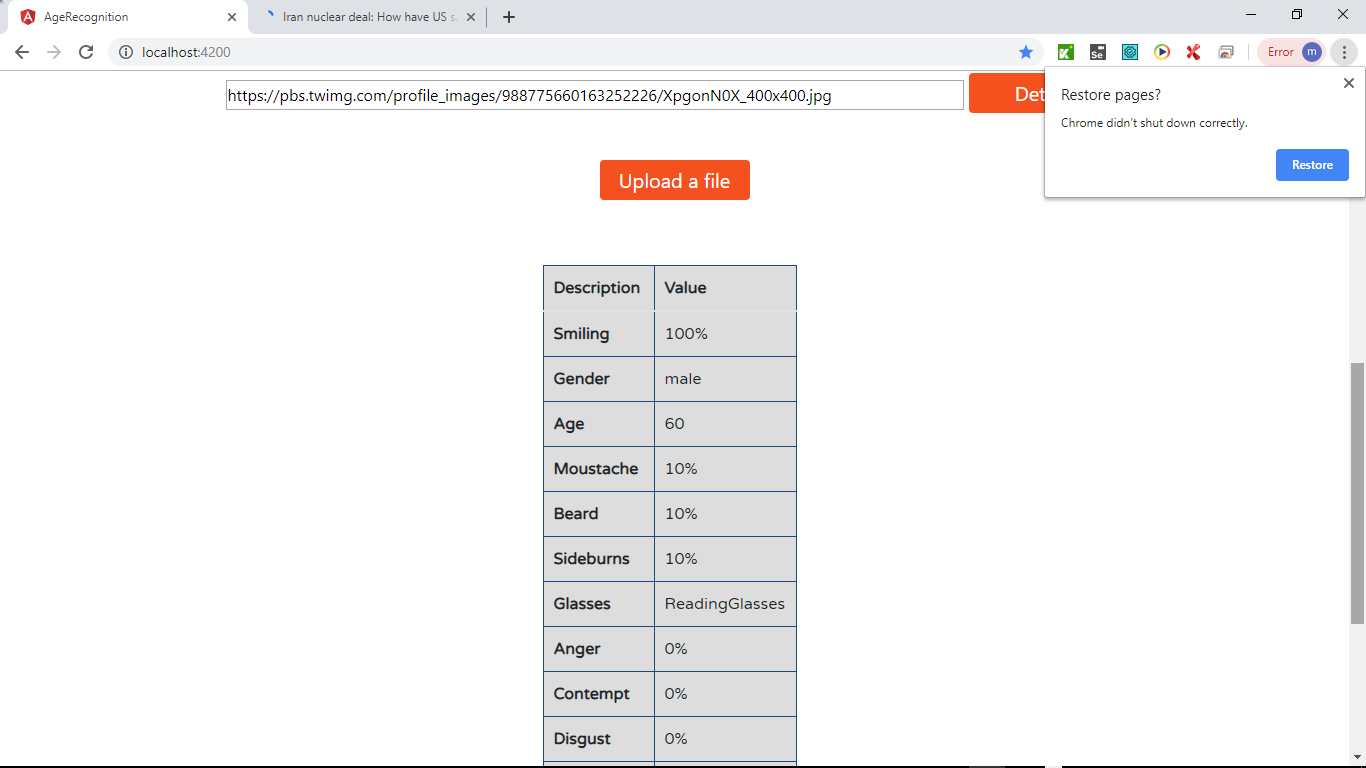 AgeRecognition
Iran nuclear deal: How have US s
localhost:4200
Error m
https://pbs.twimg.com/profile_images/988775660163252226/XpgonN0X_400x400.jpg
Det
Restore pages?
Chrome didn't shut down correctly.
Restore
Upload a file
Description Value
Smiling 100%
Gender male
Age 60
Moustache 10%
Beard 10%
Sideburns 10%
Glasses ReadingGlasses
Anger 0%
Contempt 0%
Disgust 0%